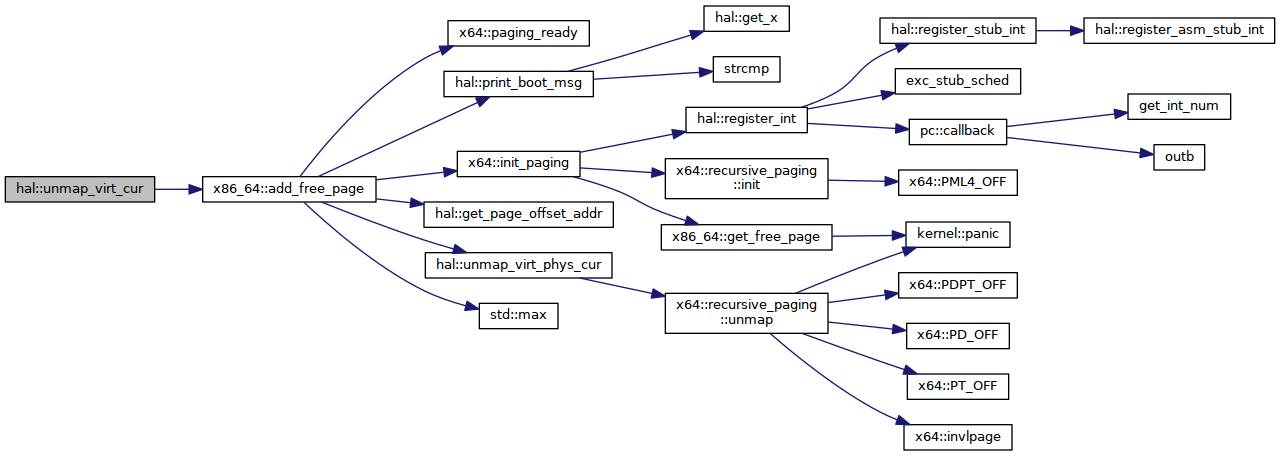 hal::unmap_virt_cur
x86_64::add_free_page
x64::paging_ready
hal::print_boot_msg
hal::get_x
strcmp
x64::init_paging
hal::register_int
hal::register_stub_int
hal::register_asm_stub_int
exc_stub_sched
pc::callback
get_int_num
outb
x64::recursive_paging
::init
x64::PML4_OFF
x86_64::get_free_page
kernel::panic
hal::get_page_offset_addr
hal::unmap_virt_phys_cur
x64::recursive_paging
::unmap
x64::PDPT_OFF
x64::PD_OFF
x64::PT_OFF
x64::invlpage
std::max